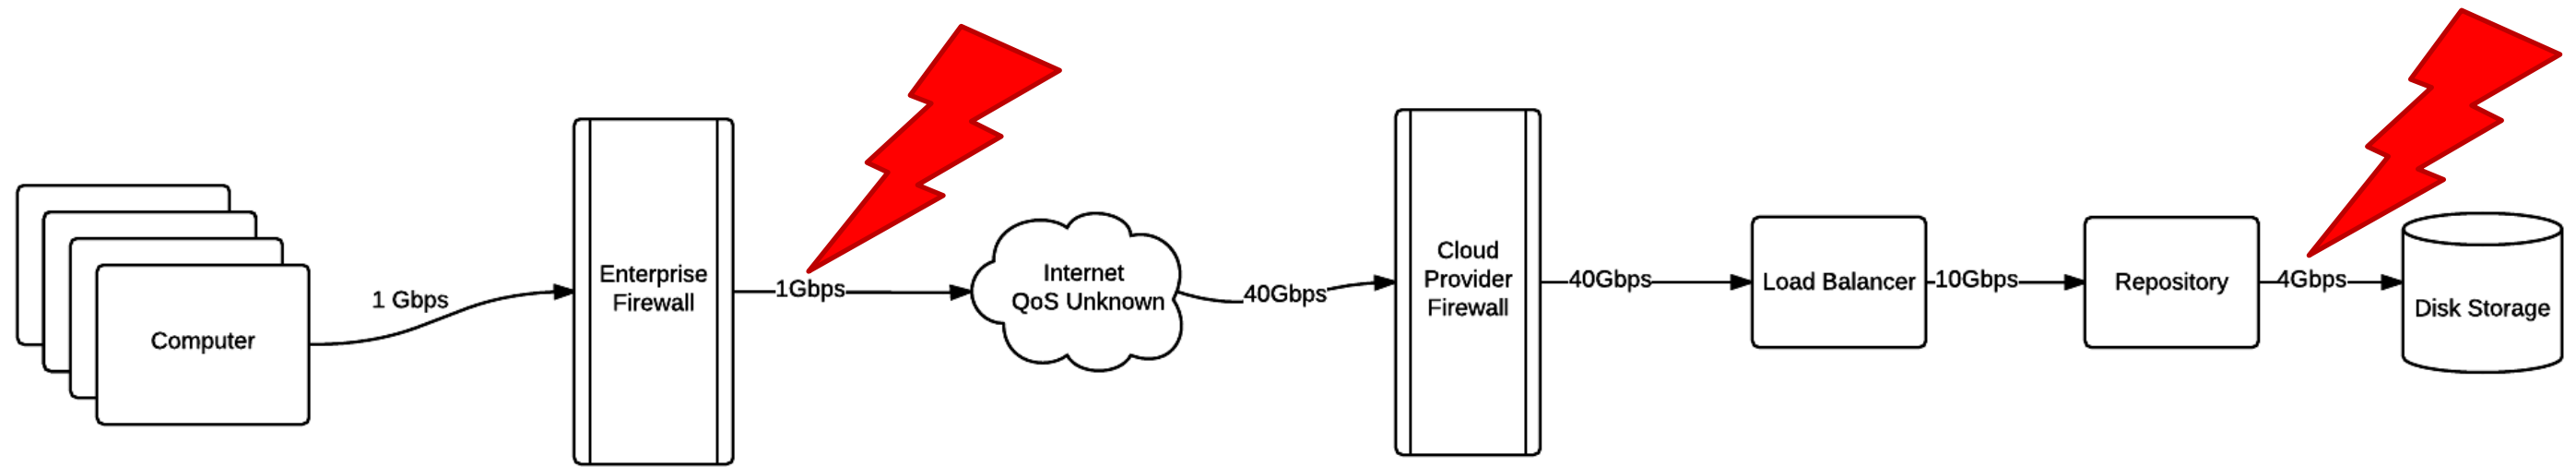 Computer
1 Gbps
Enterprise
Firewall
1Gbps
Internet
QoS Unknown
40Gbps
Cloud
Provider
Firewall
40Gbps
Load Balancer
10Gbps
Repository
4Gbps
Disk Storage